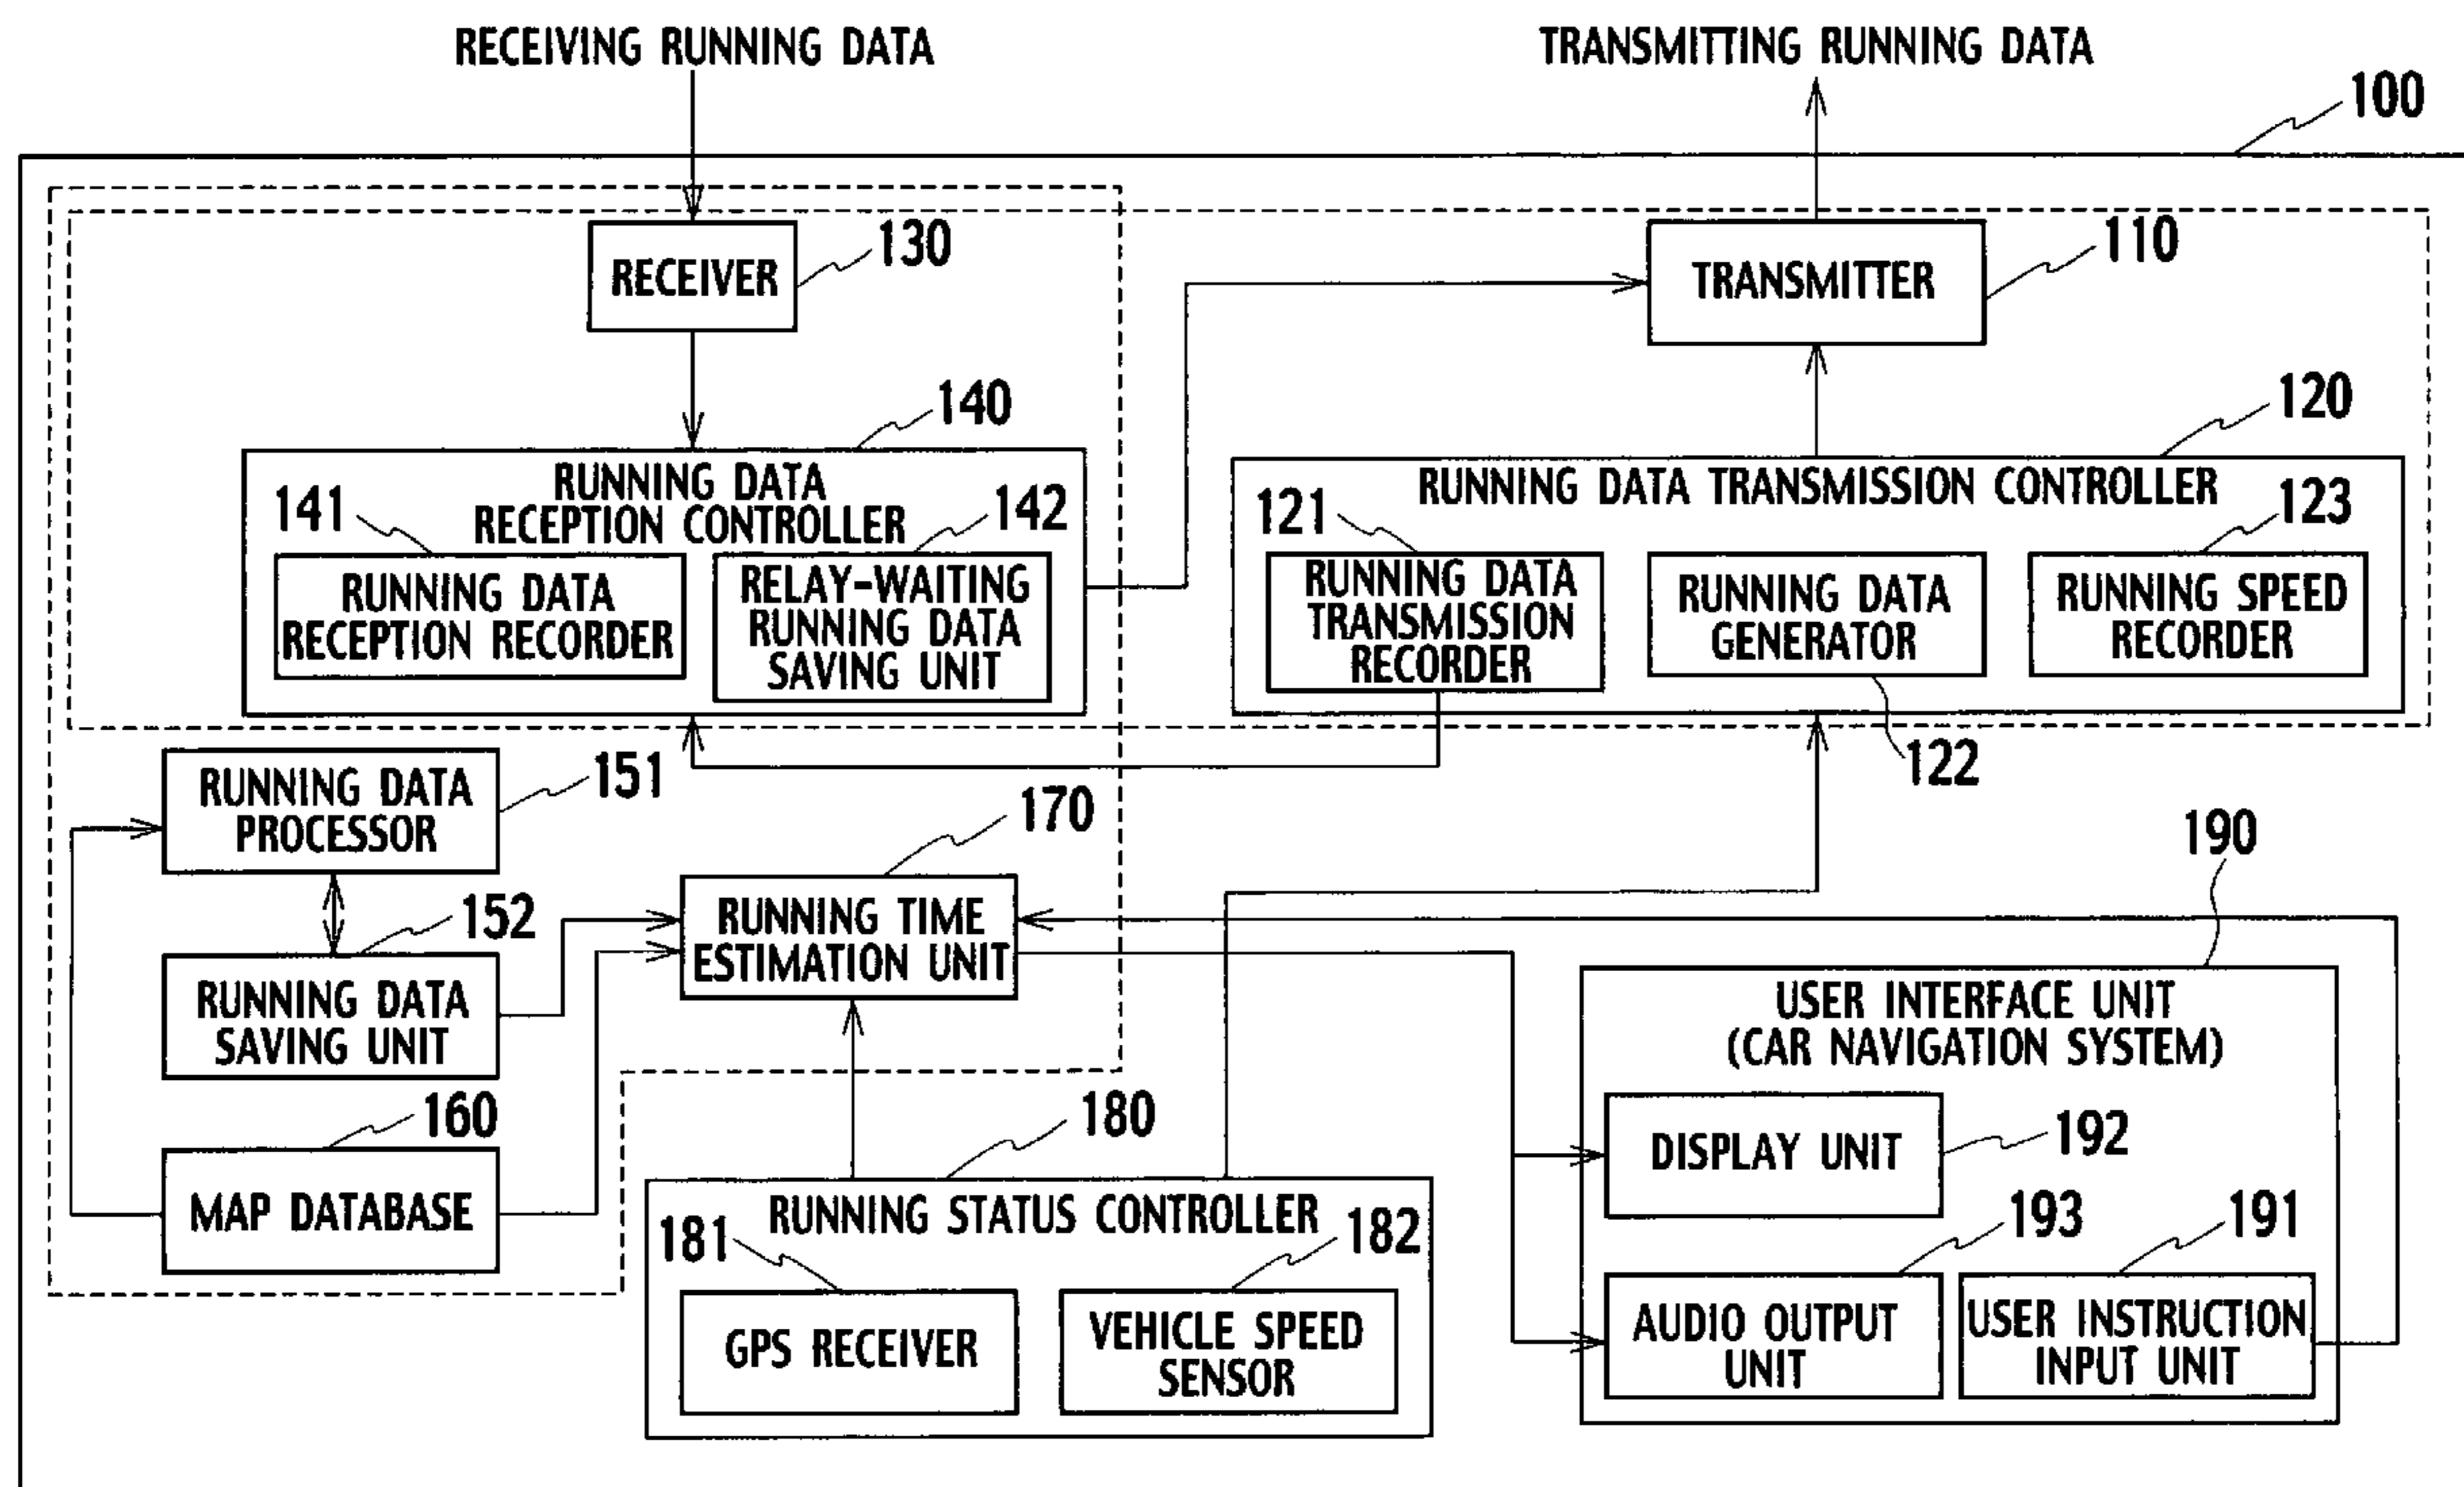 RECEIVING RUNNING DATA
TRANSMITTING RUNNING DATA
100
130
RECEIVER
110
TRANSMITTER
140
RUNNING DATA
RECEPTION CONTROLLER
141
142
RUNNING DATA
RECEPTION RECORDER
RELAY-WAITING
RUNNING DATA
SAVING UNIT
120
RUNNING DATA TRANSMISSION CONTROLLER
121
123
RUNNING DATA
TRANSMISSION
RECORDER
RUNNING DATA
GENERATOR
RUNNING SPEED
RECORDER
122
151
RUNNING DATA
PROCESSOR
152
RUNNING DATA
SAVING UNIT
160
MAP DATABASE
170
RUNNING TIME
ESTIMATION UNIT
180
RUNNING STATUS CONTROLLER
181
182
GPS RECEIVER
VEHICLE SPEED
SENSOR
190
USER INTERFACE UNIT
(CAR NAVIGATION SYSTEM)
192
DISPLAY UNIT
193
191
AUDIO OUTPUT
UNIT
USER INSTRUCTION
INPUT UNIT